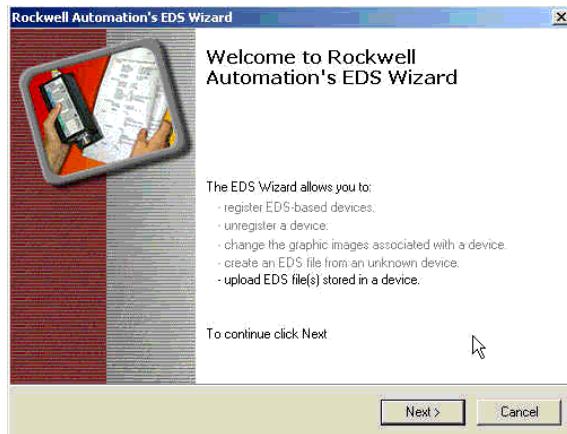 Rockwell Automation's EDS Wizard
Welcome to Rockwell
Automation's EDS Wizard
The EDS Wizard allows you to:
- register EDS-based devices.
- unregister a device.
- change the graphic images associated with a device.
- create an EDS file from an unknown device.
- upload EDS file(s) stored in a device.
To continue click Next
Next >
Cancel